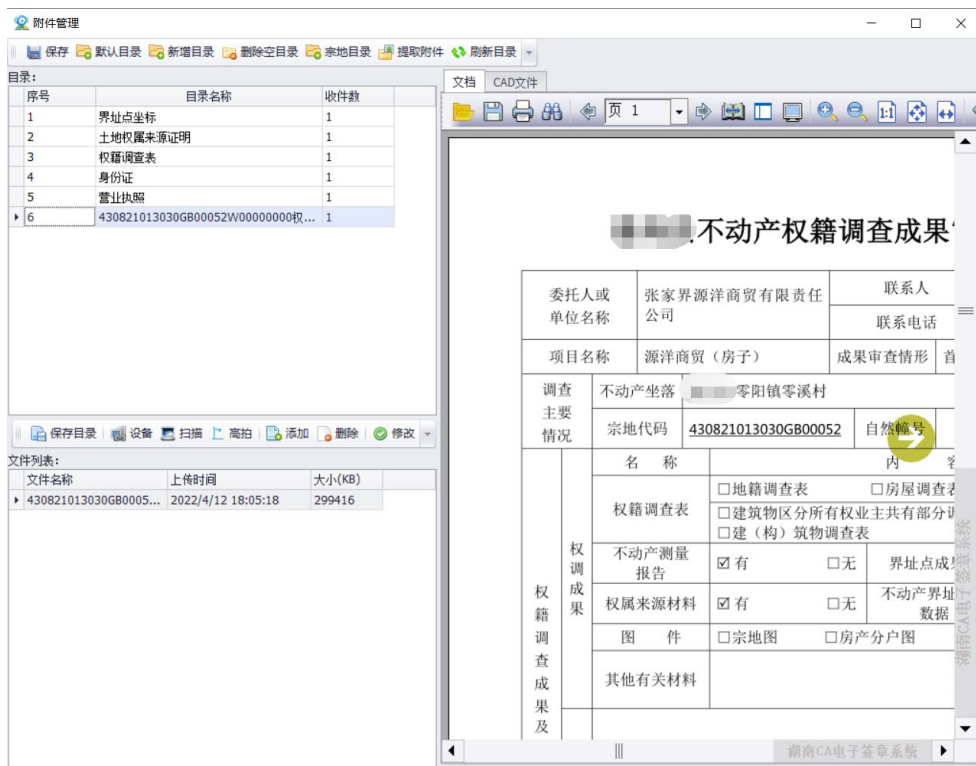 附件管理
保存 默认目录 新增目录 删除空目录 宗地目录 提取附件 刷新目录
目录:
序号 目录名称 收件数
1 界址点坐标 1
2 土地权属来源证明 1
3 权籍调查表 1
4 身份证 1
5 营业执照 1
6 430821013030GB00052W00000000权... 1
保存目录 设备 扫描 高拍 添加 删除 修改
文件列表:
文件名称 上传时间 大小(KB)
430821013030GB0005... 2022/4/12 18:05:18 299416
文档 CAD文件
页 1 1:1
不动产权籍调查成果
委托人或
单位名称
张家界源洋商贸有限责任
公司
联系人
联系电话
项目名称 源洋商贸（房子） 成果审查情形 首
调查
主要
情况
不动产坐落 零阳镇零溪村
宗地代码 430821013030GB00052 自然幢号
权籍调查成果及
权调成果
名 称 内 容
权籍调查表
□地籍调查表 □房屋调查表
□建筑物区分所有权业主共有部分调
□建（构）筑物调查表
不动产测量
报告
☑有 □无 界址点成果
权属来源材料 ☑有 □无
不动产界址
数据
图 件 □宗地图 □房产分户图
其他有关材料
湖南CA电子签章系统
湖南CA电子签章系统